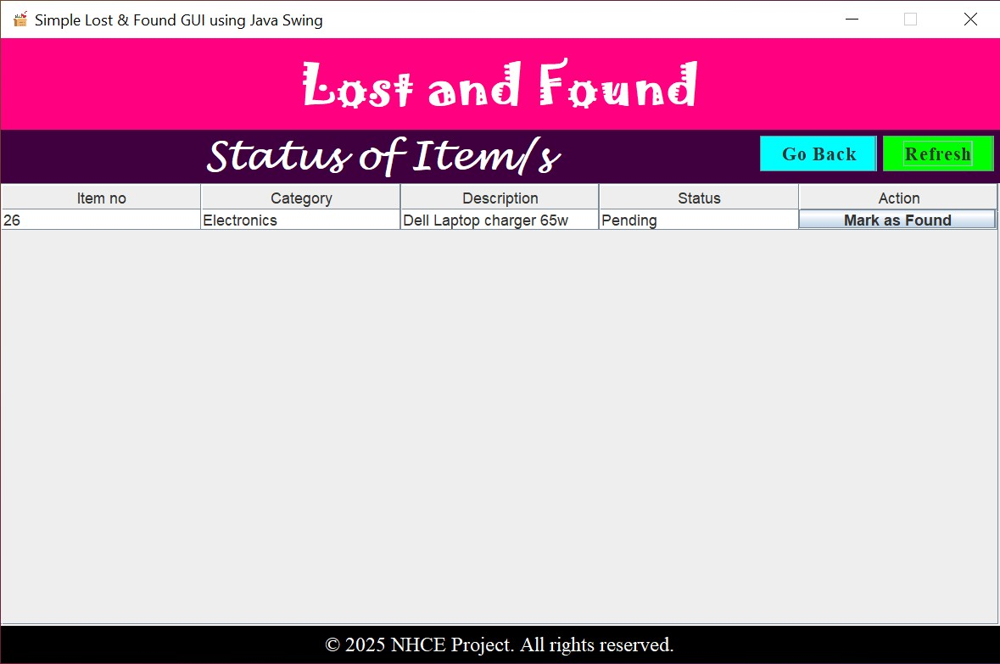 Simple Lost & Found GUI using Java Swing
Lost and Found
Status of Item/s Go Back Refresh
Item no Category Description Status Action
26 Electronics Dell Laptop charger 65w Pending Mark as Found
© 2025 NHCE Project. All rights reserved.